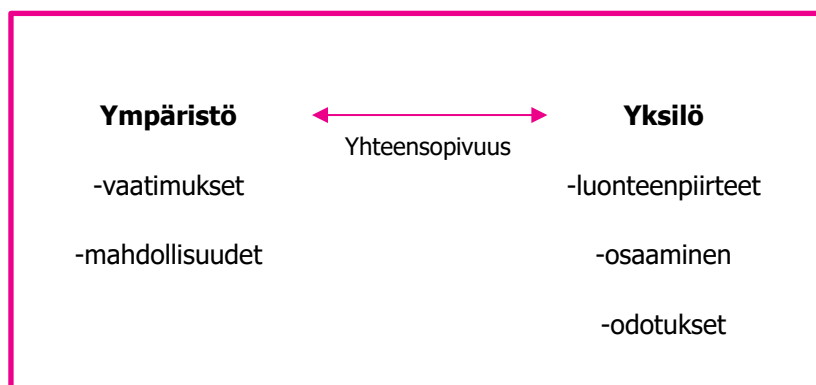 Ympäristö
Yksilö
Yhteensopivuus
-vaatimukset
-luonteenpiirteet
-mahdollisuudet
-osaaminen
-odotukset